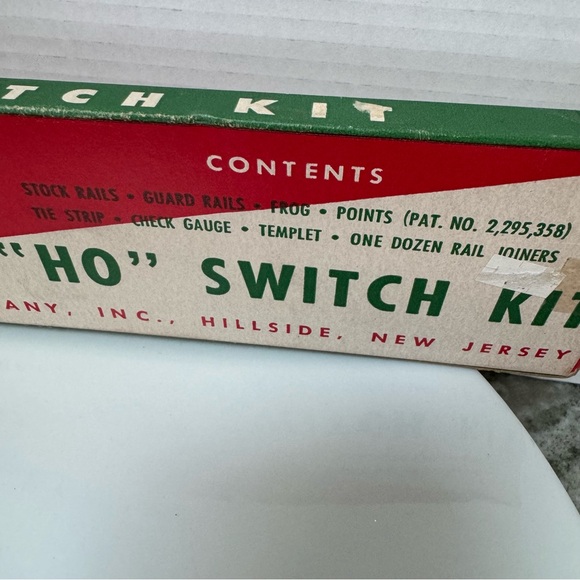 TCH KIT
CONTENTS
STOCK RAILS • GUARD RAILS • FROG • POINTS (PAT. NO. 2,295,358)
TIE STRIP • CHECK GAUGE • TEMPLET • ONE DOZEN RAIL JOINERS
"HO" SWITCH KIT
ANY, INC., HILLSIDE, NEW JERSEY